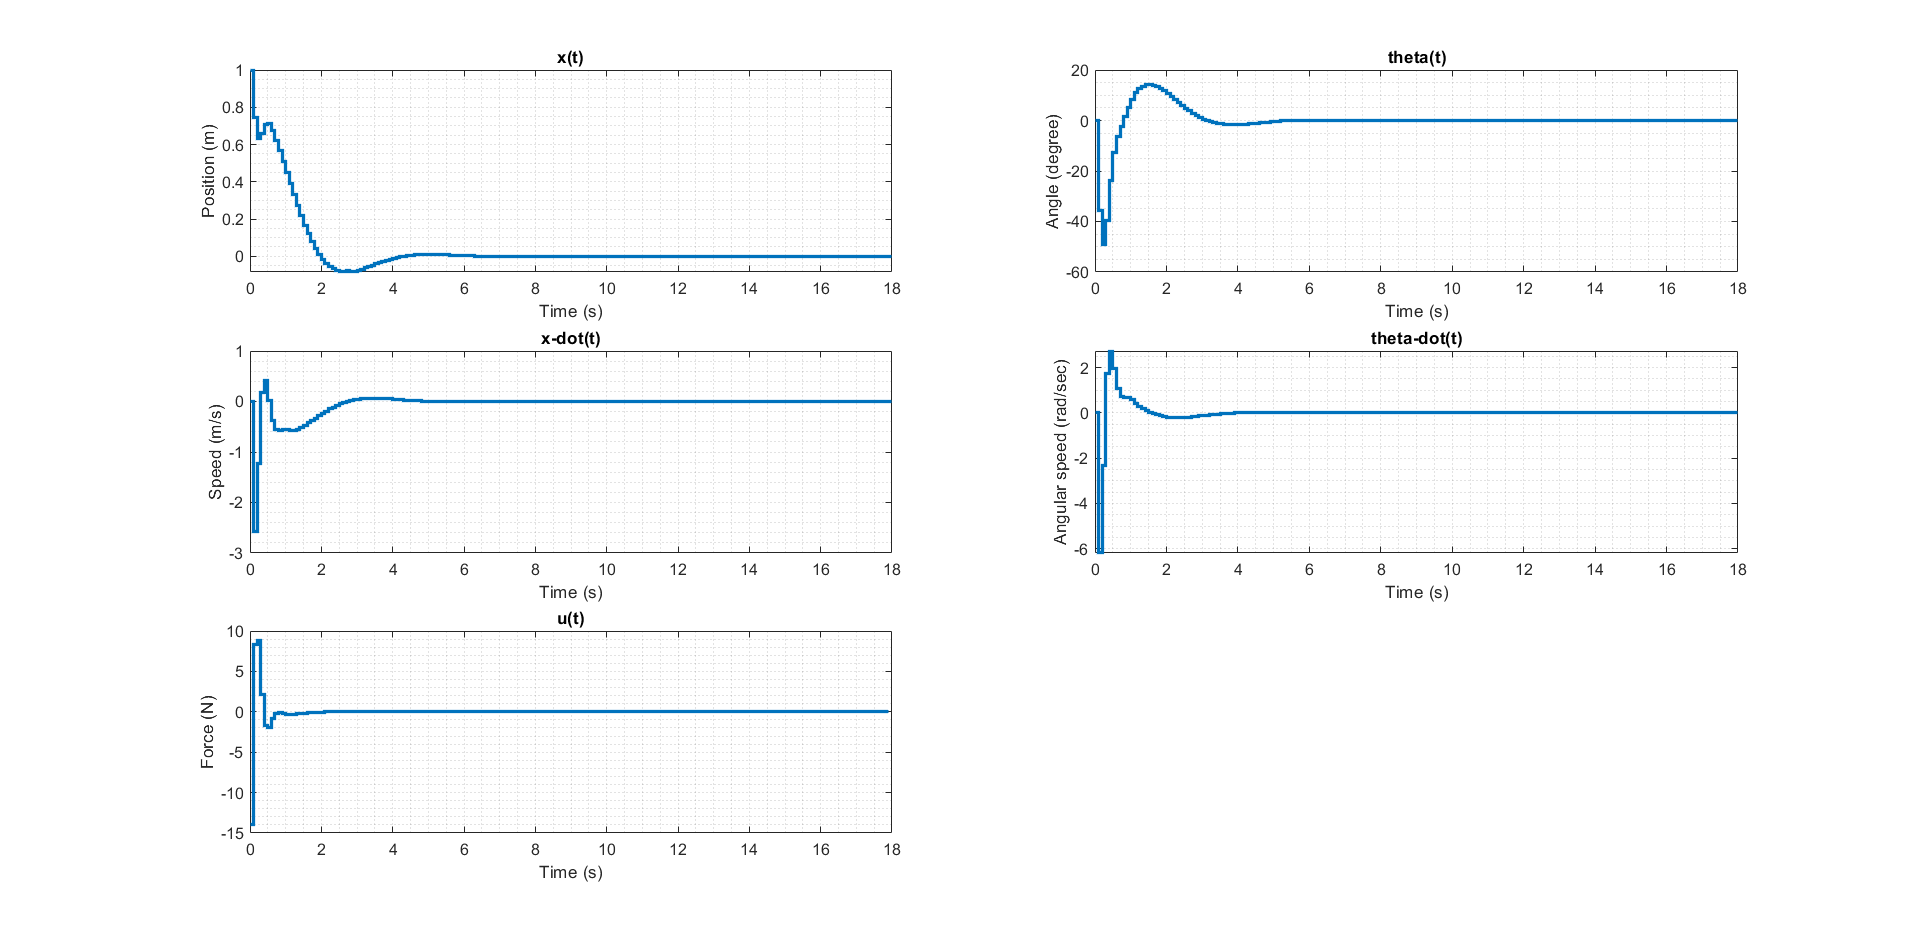 x(t)
1
0.8
0.6
0.4
0.2
0
Position (m)
0 2 4 6 8 10 12 14 16 18
Time (s)
theta(t)
20
0
-20
-40
-60
Angle (degree)
0 2 4 6 8 10 12 14 16 18
Time (s)
x-dot(t)
1
0
-1
-2
-3
Speed (m/s)
0 2 4 6 8 10 12 14 16 18
Time (s)
theta-dot(t)
2
0
-2
-4
-6
Angular speed (rad/sec)
0 2 4 6 8 10 12 14 16 18
Time (s)
u(t)
10
5
0
-5
-10
-15
Force (N)
0 2 4 6 8 10 12 14 16 18
Time (s)